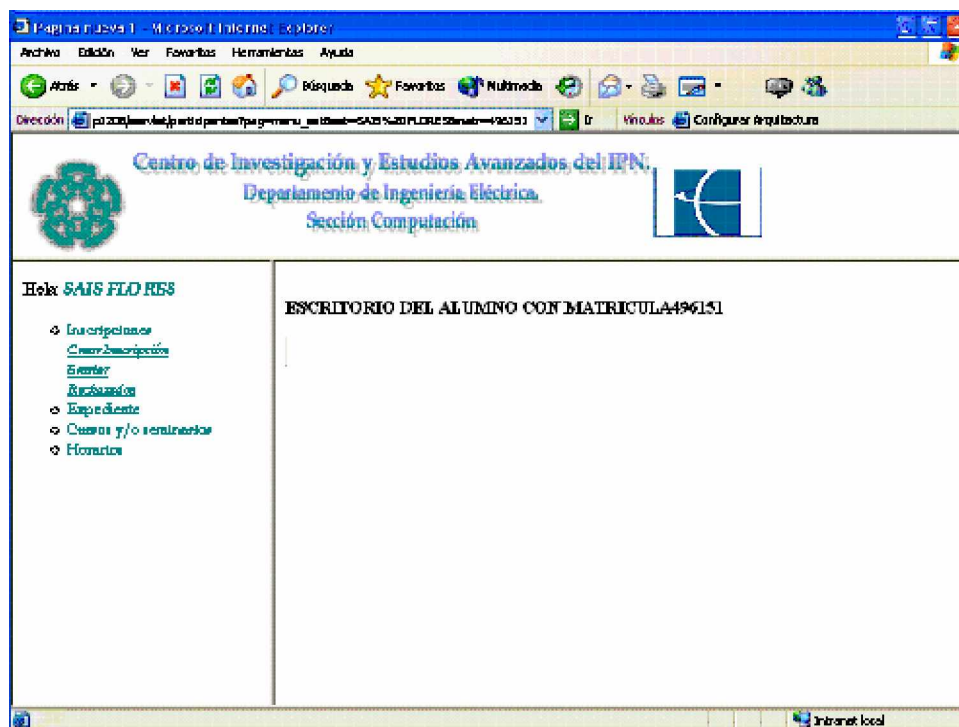 Pagina nueva 1 - Microsoft Internet Explorer
Archivo Edición Ver Favoritos Herramientas Ayuda
Atrás Búsqueda Favoritos Multimedia
Dirección Ir Vínculos Configurar Arquitectura
Centro de Investigación y Estudios Avanzados del IPN.
Departamento de Ingeniería Eléctrica.
Sección Computación
Hola: SAIS FLORES
ESCRITORIO DEL ALUMNO CON MATRICULA496151
Inscripciones
Expediente
Cursos y/o seminarios
Horarios
Intranet local